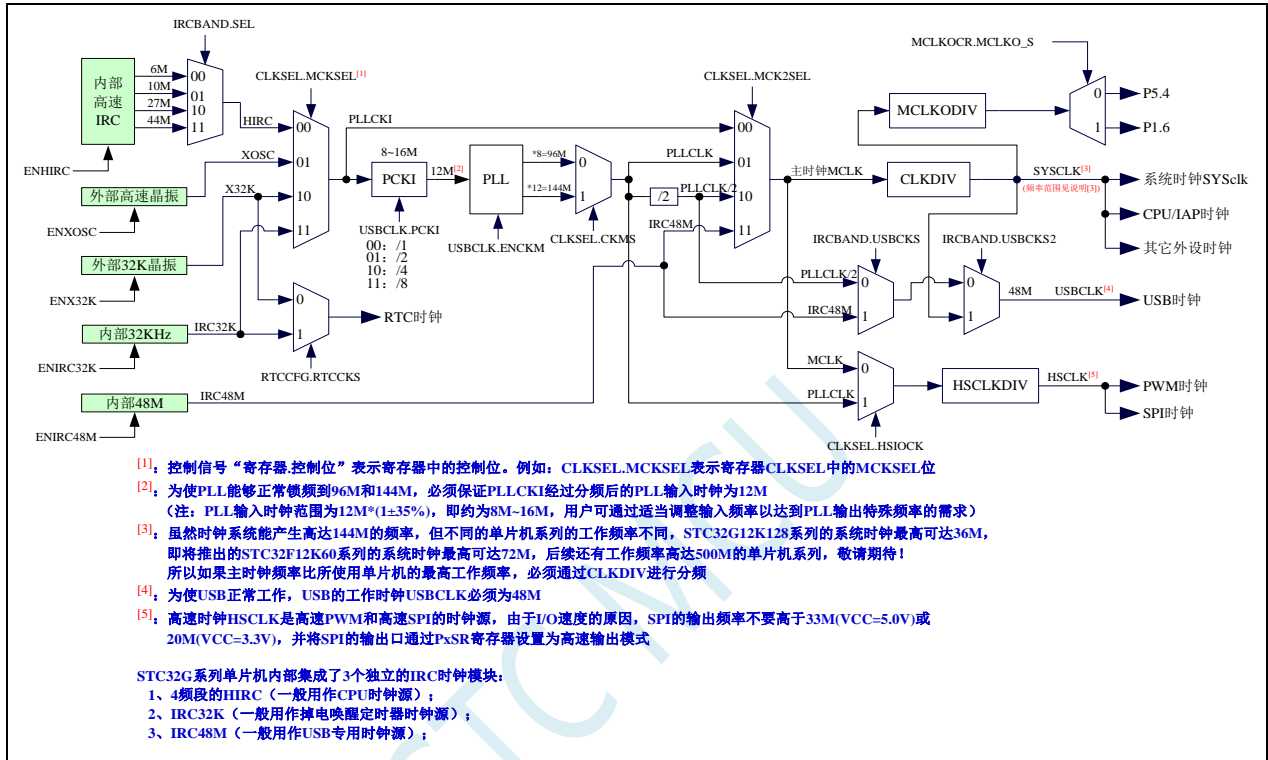 IRCBAND.SEL
MCLKOCR.MCLKO_S
内部
高速
IRC
6M
10M
27M
44M
00
01
10
11
ENHIRC
HIRC
CLKSEL.MCKSEL[1]
00
01
10
11
XOSC
外部高速晶振
ENXOSC
X32K
外部32K晶振
ENX32K
IRC32K
内部32KHz
ENIRC32K
IRC48M
内部48M
ENIRC48M
0
1
RTC时钟
RTCCFG.RTCCKS
PLLCKI
8~16M
PCKI
12M[2]
USBCLK.PCKI
00: /1
01: /2
10: /4
11: /8
PLL
*8=96M
*12=144M
0
1
USBCLK.ENCKM
CLKSEL.CKMS
CLKSEL.MCK2SEL
00
01
10
11
PLLCLK
/2
PLLCLK/2
IRC48M
主时钟MCLK
CLKDIV
MCLKODIV
0
1
P5.4
P1.6
SYSCLK[3]
(频率范围见说明[3])
系统时钟SYSclk
CPU/IAP时钟
其它外设时钟
IRCBAND.USBCKS
IRCBAND.USBCKS2
PLLCLK/2
IRC48M
0
1
0
1
48M
USBCLK[4]
USB时钟
MCLK
PLLCLK
0
1
CLKSEL.HSIOCK
HSCLKDIV
HSCLK[5]
PWM时钟
SPI时钟
[1]: 控制信号“寄存器.控制位”表示寄存器中的控制位。例如：CLKSEL.MCKSEL表示寄存器CLKSEL中的MCKSEL位
[2]: 为使PLL能够正常锁频到96M和144M，必须保证PLLCKI经过分频后的PLL输入时钟为12M
（注：PLL输入时钟范围为12M*(1±35%)，即约为8M~16M，用户可通过适当调整输入频率以达到PLL输出特殊频率的需求）
[3]: 虽然时钟系统能产生高达144M的频率，但不同的单片机系列的工作频率不同，STC32G12K128系列的系统时钟最高可达36M，
即将推出的STC32F12K60系列的系统时钟最高可达72M，后续还有工作频率高达500M的单片机系列，敬请期待！
所以如果主时钟频率比所使用单片机的最高工作频率，必须通过CLKDIV进行分频
[4]: 为使USB正常工作，USB的工作时钟USBCLK必须为48M
[5]: 高速时钟HSCLK是高速PWM和高速SPI的时钟源，由于I/O速度的原因，SPI的输出频率不要高于33M(VCC=5.0V)或
20M(VCC=3.3V)，并将SPI的输出口通过PxSR寄存器设置为高速输出模式
STC32G系列单片机内部集成了3个独立的IRC时钟模块：
1、4频段的HIRC（一般用作CPU时钟源）；
2、IRC32K（一般用作掉电唤醒定时器时钟源）；
3、IRC48M（一般用作USB专用时钟源）；
STC MCU